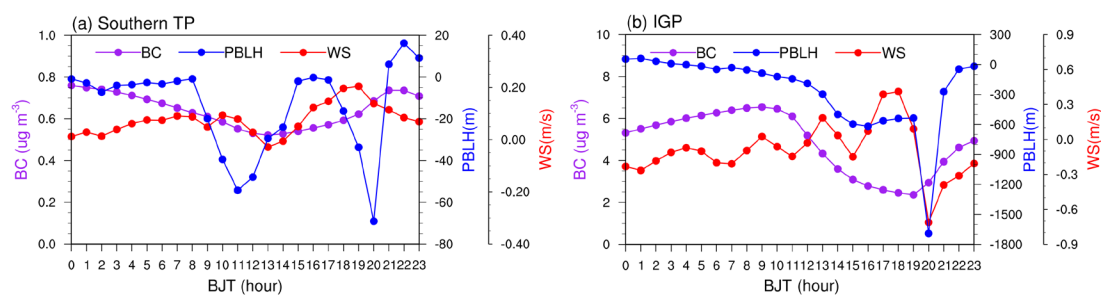 (a) Southern TP
BC PBLH WS
BC (ug m⁻³)
1.0
0.8
0.6
0.4
0.2
0.0
20
0
-20
-40
-60
-80
PBLH(m)
0.40
0.20
0.00
-0.20
-0.40
WS(m/s)
0 1 2 3 4 5 6 7 8 9 10 11 12 13 14 15 16 17 18 19 20 21 22 23
BJT (hour)
(b) IGP
BC PBLH WS
BC (ug m⁻³)
10
8
6
4
2
0
300
0
-300
-600
-900
-1200
-1500
-1800
PBLH(m)
0.9
0.6
0.3
0.0
-0.3
-0.6
-0.9
WS(m/s)
0 1 2 3 4 5 6 7 8 9 10 11 12 13 14 15 16 17 18 19 20 21 22 23
BJT (hour)